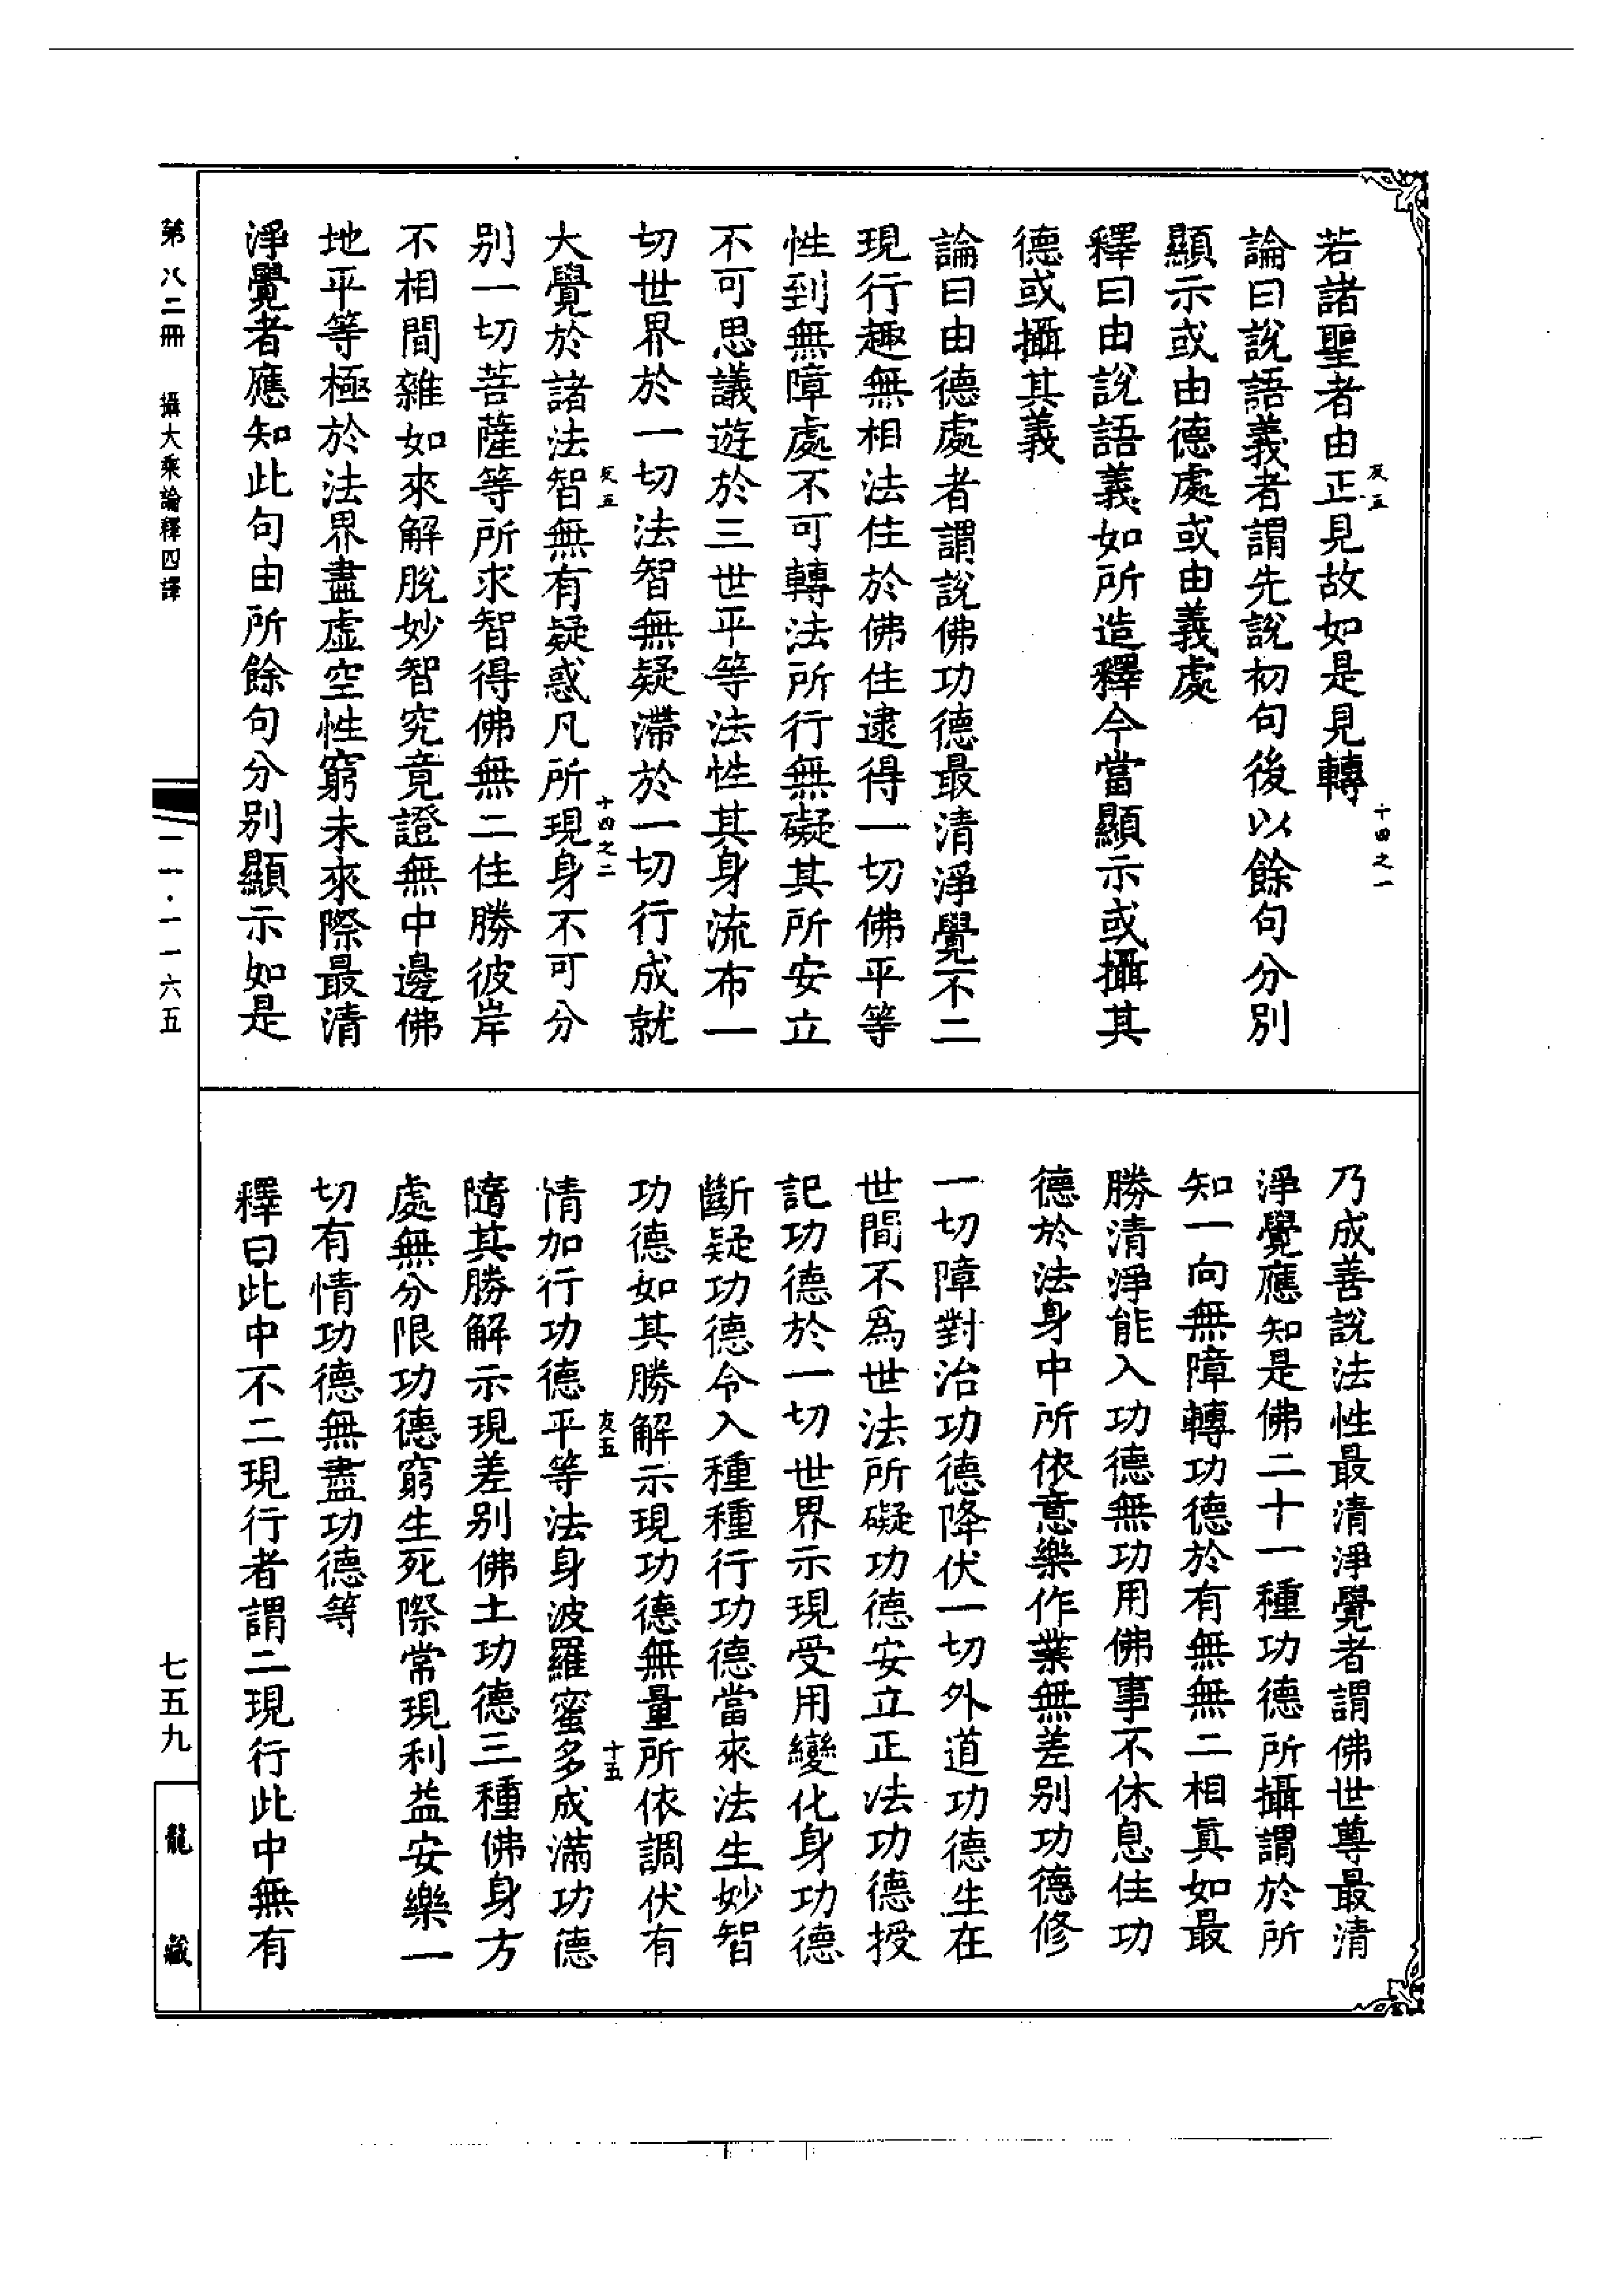 若諸聖者由正見故如是見轉
友五
十四之一
論曰說語義者謂先說初句後以餘句分別
顯示或由德處或由義處
釋曰由說語義如所造釋今當顯示或攝其
德或攝其義
論曰由德處者謂說佛功德最清淨覺不二
現行趣無相法住於佛住逮得一切佛平等
性到無障處不可轉法所行無礙其所安立
不可思議遊於三世平等法性其身流布一
切世界於一切法智無疑滯於一切行成就
大覺於諸法智無有疑惑凡所現身不可分
友五
十四之二
別一切菩薩等所求智得佛無二住勝彼岸
不相間雜如來解脫妙智究竟證無中邊佛
地平等極於法界盡虛空性窮未來際最清
淨覺者應知此句由所餘句分別顯示如是
乃成善說法性最清淨覺者謂佛世尊最清
淨覺應知是佛二十一種功德所攝謂於所
知一向無障轉功德於有無無二相真如最
勝清淨能入功德無功用佛事不休息住功
德於法身中所依意樂作業無差別功德修
一切障對治功德降伏一切外道功德生在
世間不為世法所礙功德安立正法功德授
記功德於一切世界示現受用變化身功德
斷疑功德令入種種行功德當來法生妙智
功德如其勝解示現功德無量所依調伏有
友五
十五
情加行功德平等法身波羅蜜多成滿功德
隨其勝解示現差別佛土功德三種佛身方
處無分限功德窮生死際常現利益安樂一
切有情功德無盡功德等
釋曰此中不二現行者謂二現行此中無有
第八二冊 攝大乘論釋四譯
一一·一一六五
七五九
龍藏